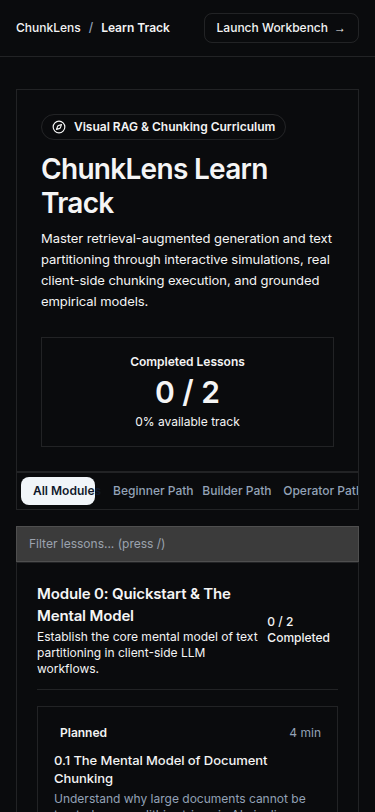 ChunkLens / Learn Track
Launch Workbench →
Visual RAG & Chunking Curriculum
ChunkLens Learn
Track
Master retrieval-augmented generation and text
partitioning through interactive simulations, real
client-side chunking execution, and grounded
empirical models.
Completed Lessons
0 / 2
0% available track
All Module Beginner Path Builder Path Operator Pat
Filter lessons... (press /)
Module 0: Quickstart & The
Mental Model
Establish the core mental model of text
partitioning in client-side LLM
workflows.
0 / 2
Completed
Planned
4 min
0.1 The Mental Model of Document
Chunking
Understand why large documents cannot be